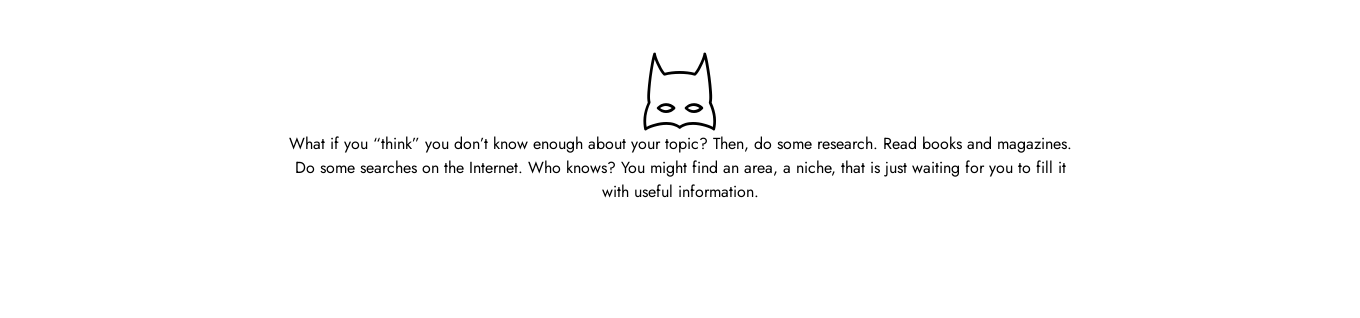 What if you “think” you don’t know enough about your topic? Then, do some research. Read books and magazines.
Do some searches on the Internet. Who knows? You might find an area, a niche, that is just waiting for you to fill it
with useful information.